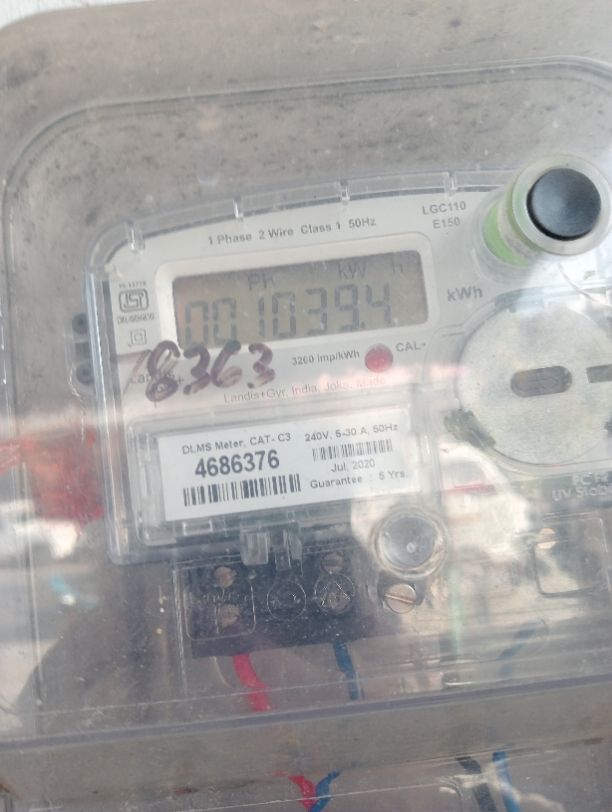 1 Phase 2 Wire Class 1 50Hz
LGC110
E150
kW h
001039.4
kWh
8363
3200 imp/kWh
CAL-
Landis+Gyr, India, Joka, Made
DLMS Meter, CAT- C3
240V, 5-30 A, 50Hz
4686376
Jul, 2020
Guarantee : 5 Yrs.